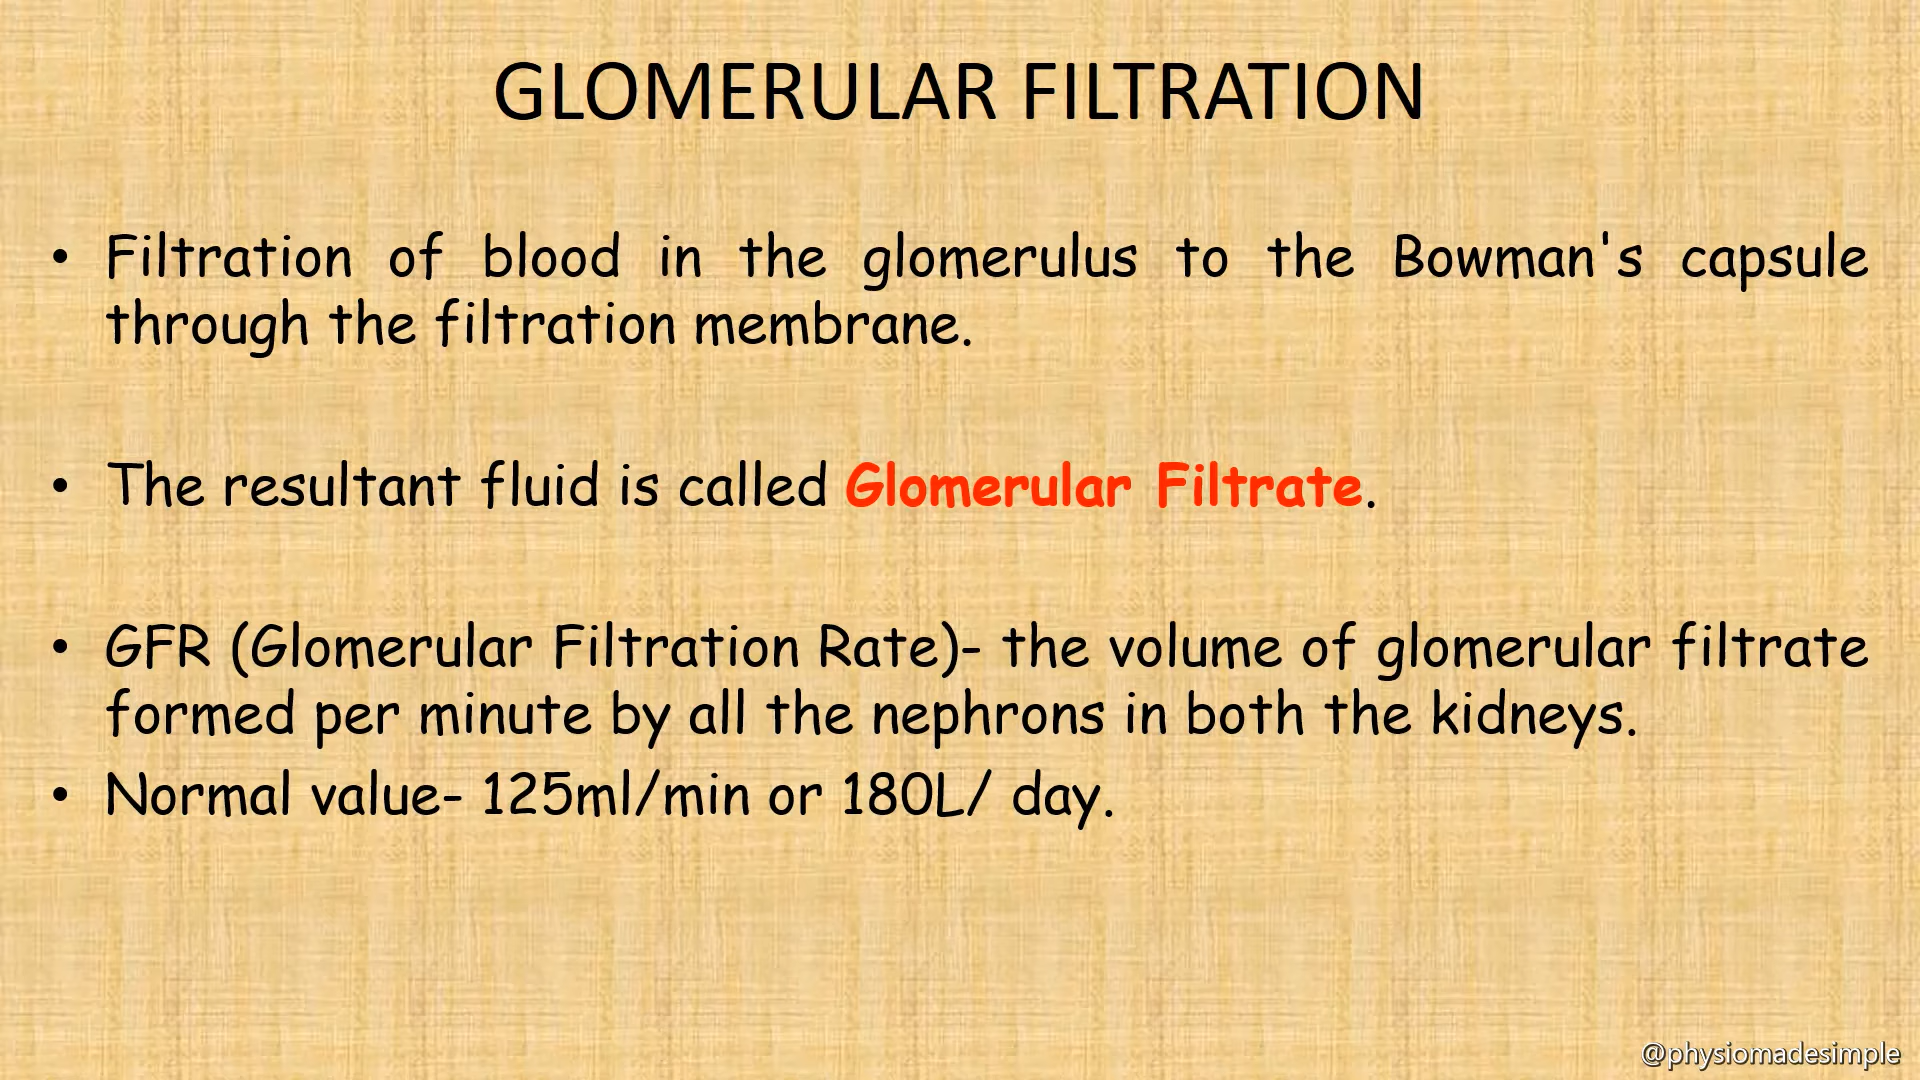 GLOMERULAR FILTRATION
• Filtration of blood in the glomerulus to the Bowman's capsule
through the filtration membrane.
• The resultant fluid is called Glomerular Filtrate.
• GFR (Glomerular Filtration Rate)- the volume of glomerular filtrate
formed per minute by all the nephrons in both the kidneys.
• Normal value- 125ml/min or 180L/ day.
@physiomadesimple